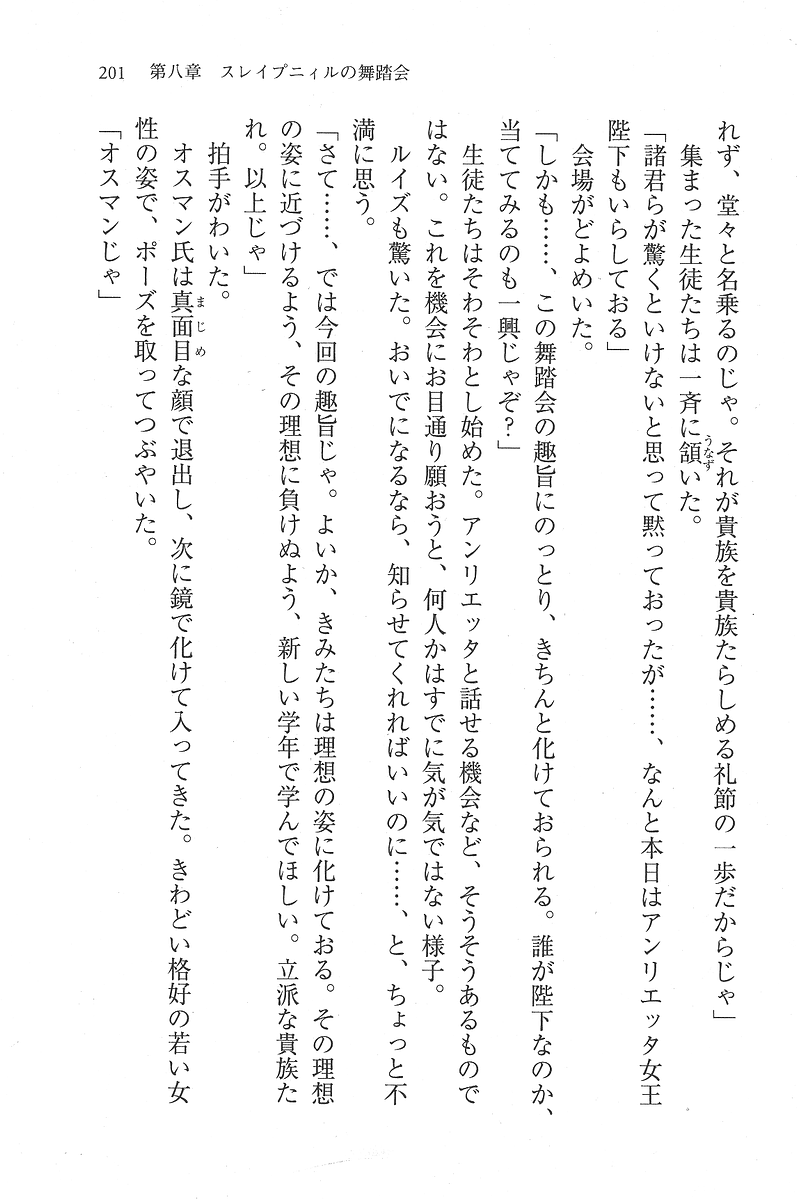 201　第八章　スレイプニィルの舞踏会
れず、堂々と名乗るのじゃ。それが貴族を貴族たらしめる礼節の一歩だからじゃ」
　集まった生徒たちは一斉に頷いた。
「諸君らが驚くといけないと思って黙っておったが……、なんと本日はアンリエッタ女王
陛下もいらしておる」
　会場がどよめいた。
「しかも……、この舞踏会の趣旨にのっとり、きちんと化けておられる。誰が陛下なのか、
当ててみるのも一興じゃぞ？」
　生徒たちはそわそわとし始めた。アンリエッタと話せる機会など、そうそうあるもので
はない。これを機会にお目通り願おうと、何人かはすでに気が気ではない様子。
　ルイズも驚いた。おいでになるなら、知らせてくれればいいのに……、と、ちょっと不
満に思う。
「さて……、では今回の趣旨じゃ。よいか、きみたちは理想の姿に化けておる。その理想
の姿に近づけるよう、その理想に負けぬよう、新しい学年で学んでほしい。立派な貴族た
れ。以上じゃ」
　拍手がわいた。
　オスマン氏は真面目な顔で退出し、次に鏡で化けて入ってきた。きわどい格好の若い女
性の姿で、ポーズを取ってつぶやいた。
「オスマンじゃ」
うなず
まじめ